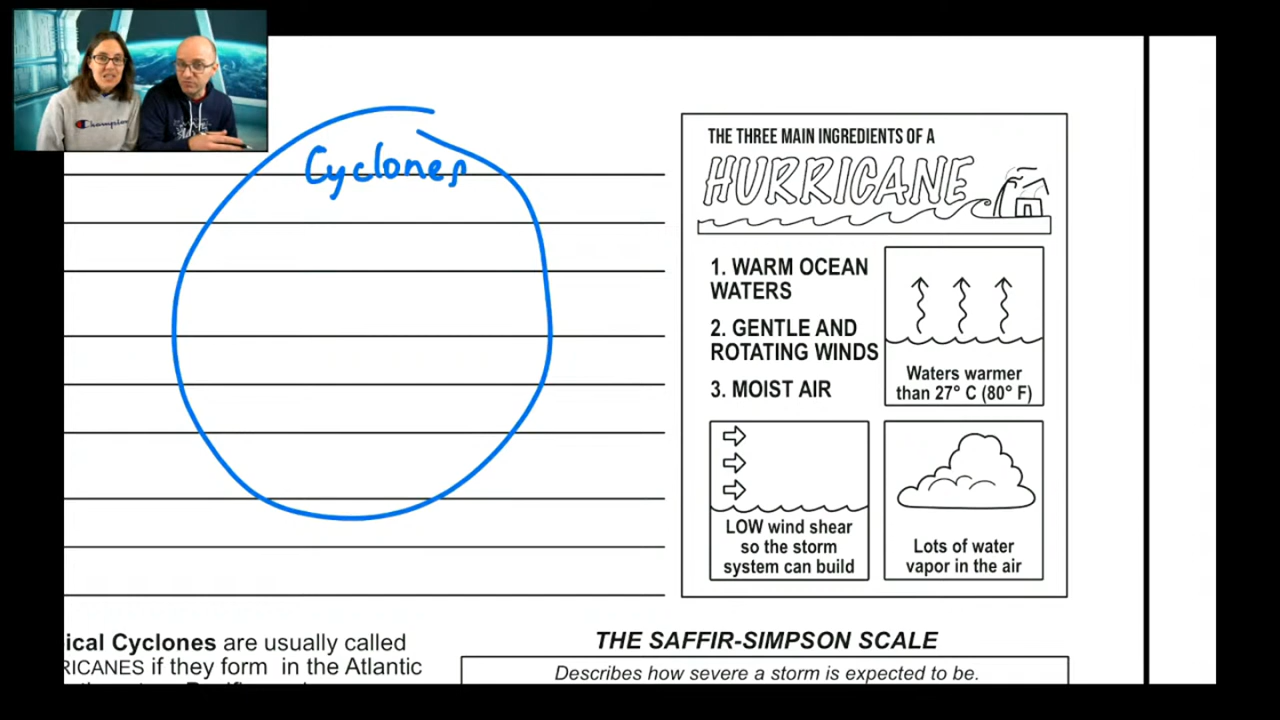 Champion
Cyclones
THE THREE MAIN INGREDIENTS OF A
HURRICANE
1. WARM OCEAN
WATERS
2. GENTLE AND
ROTATING WINDS
3. MOIST AIR
Waters warmer
than 27° C (80° F)
LOW wind shear
so the storm
system can build
Lots of water
vapor in the air
ical Cyclones are usually called
RICANES if they form in the Atlantic
THE SAFFIR-SIMPSON SCALE
Describes how severe a storm is expected to be.